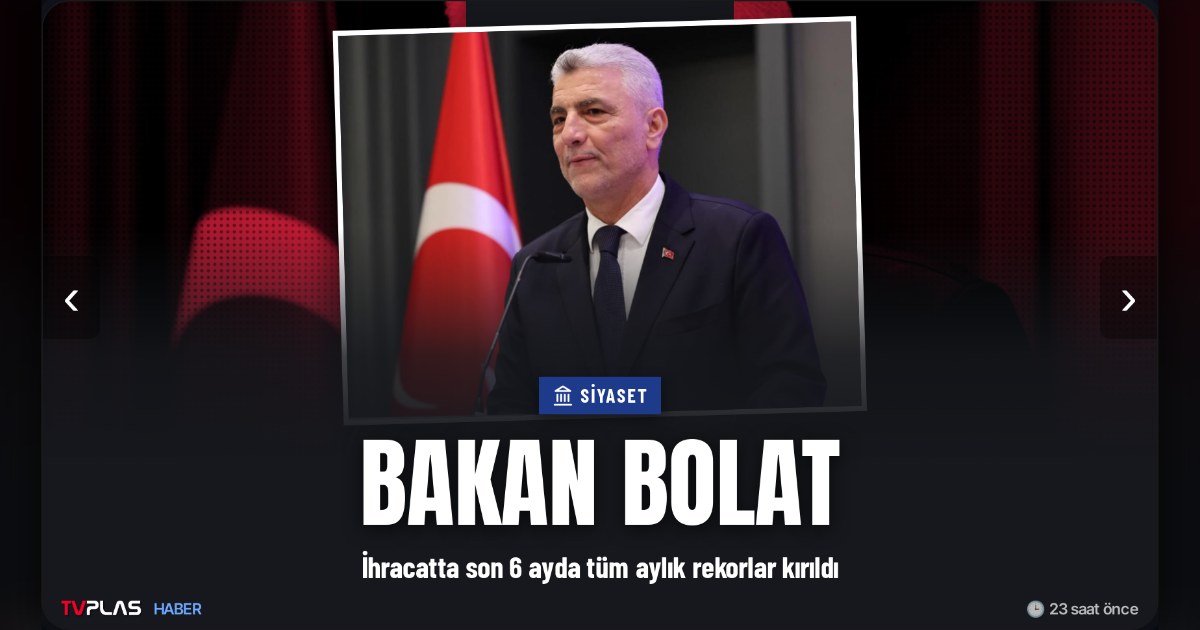 SİYASET
BAKAN BOLAT
İhracatta son 6 ayda tüm aylık rekorlar kırıldı
TVPLAS HABER
23 saat önce